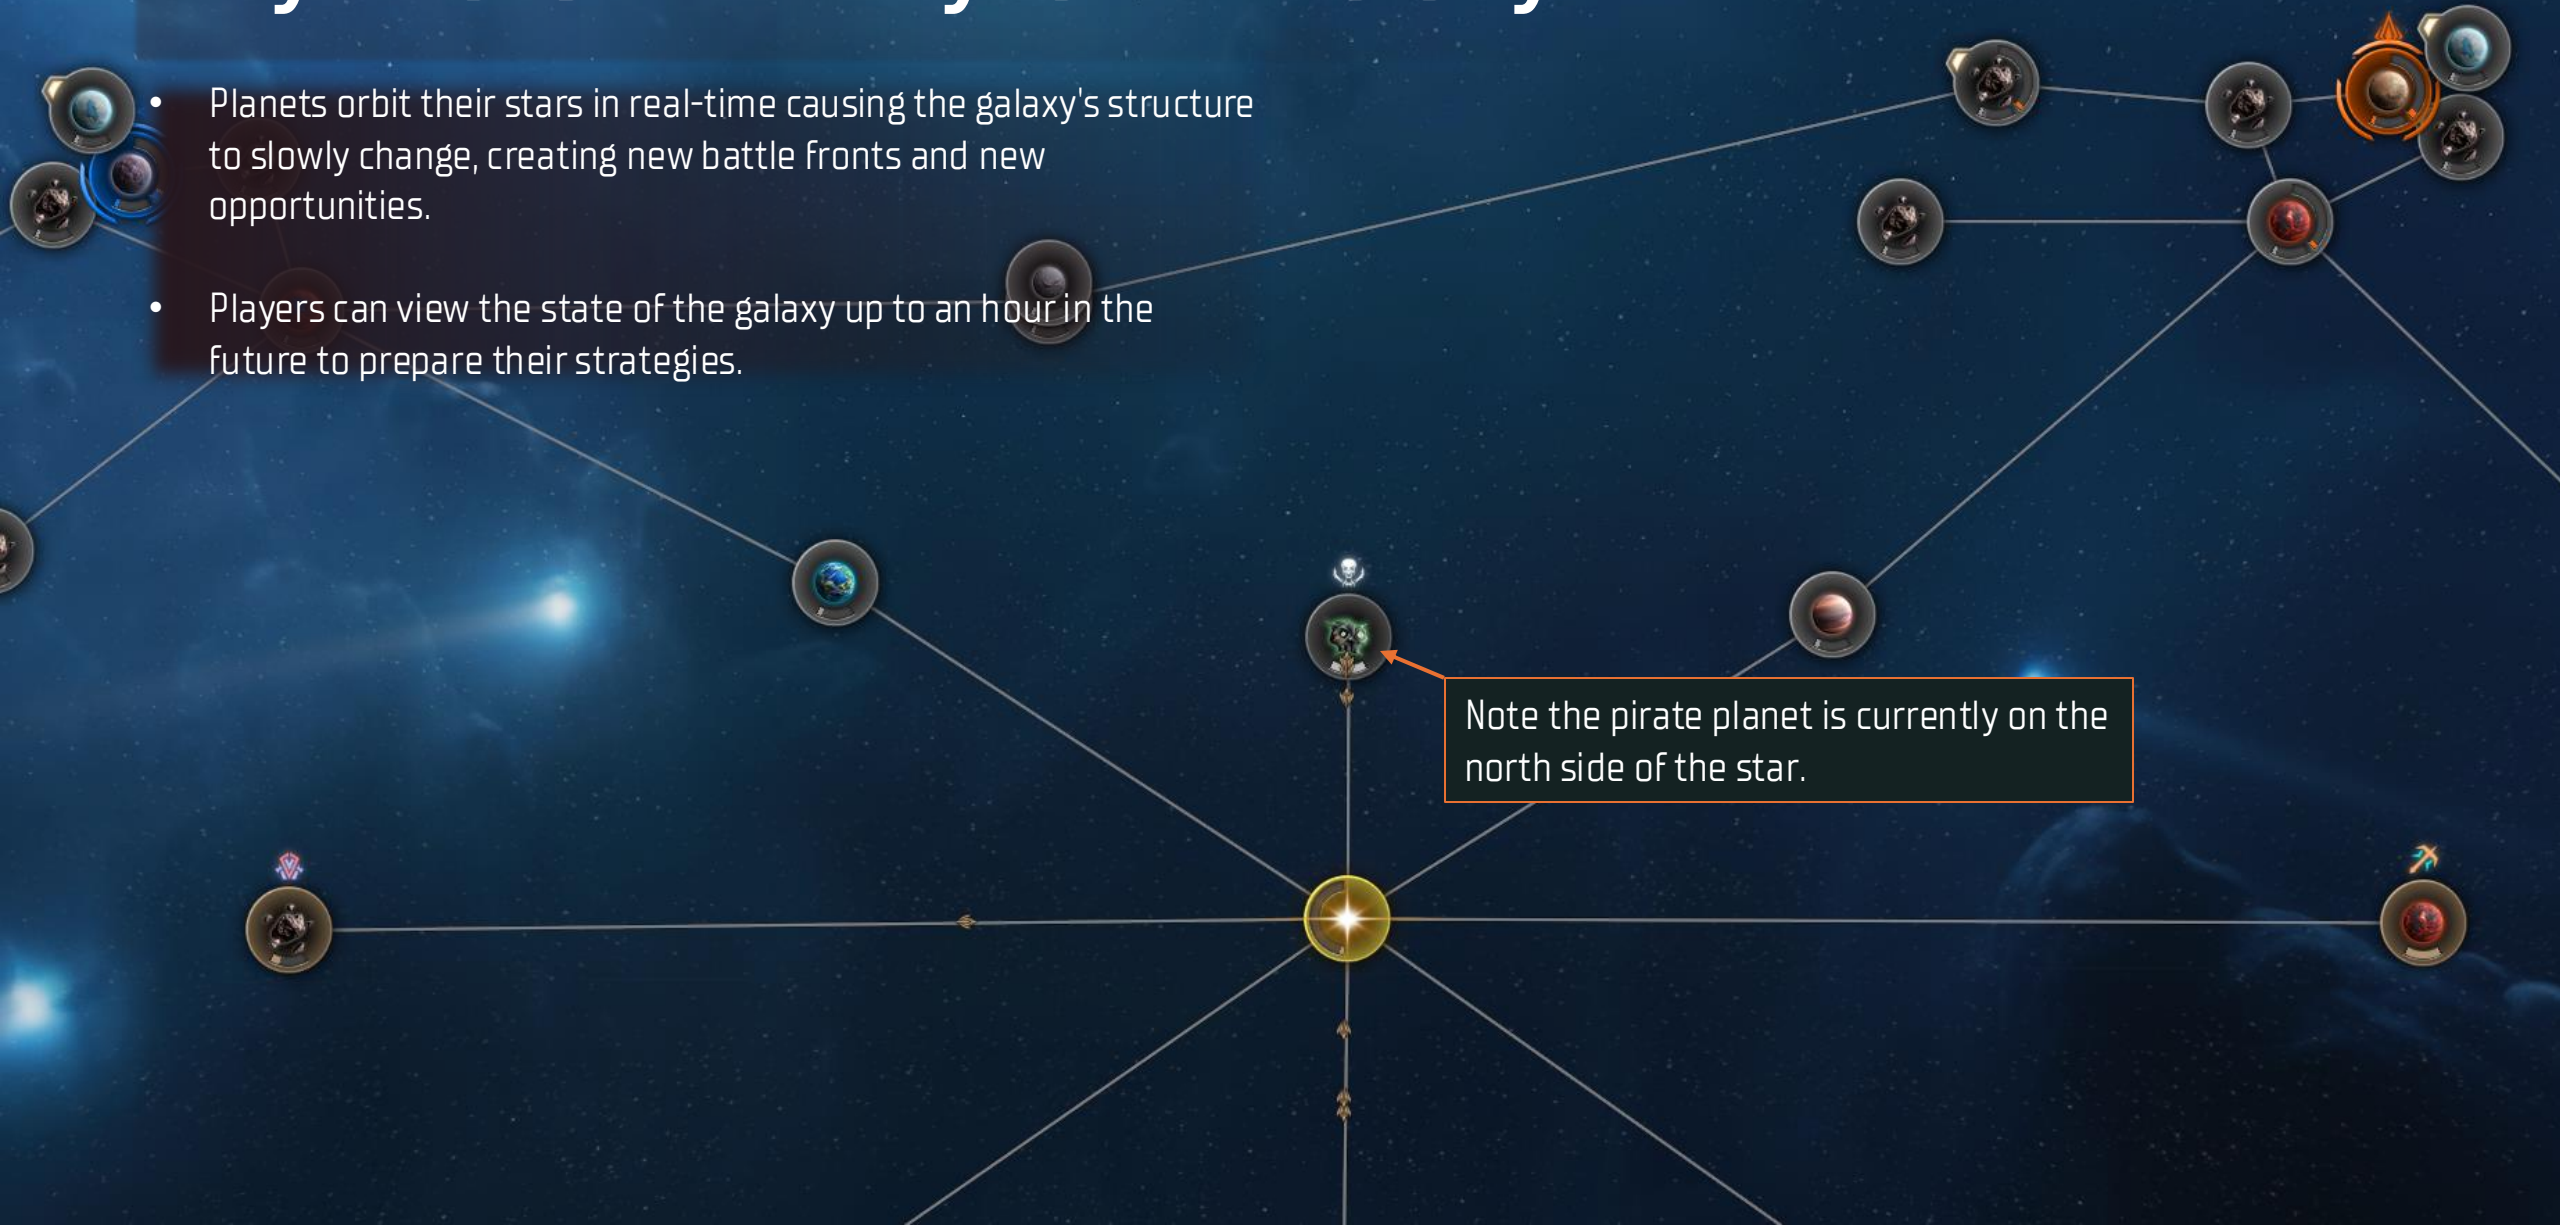 • Planets orbit their stars in real-time causing the galaxy's structure
to slowly change, creating new battle fronts and new
opportunities.
• Players can view the state of the galaxy up to an hour in the
future to prepare their strategies.
Note the pirate planet is currently on the
north side of the star.